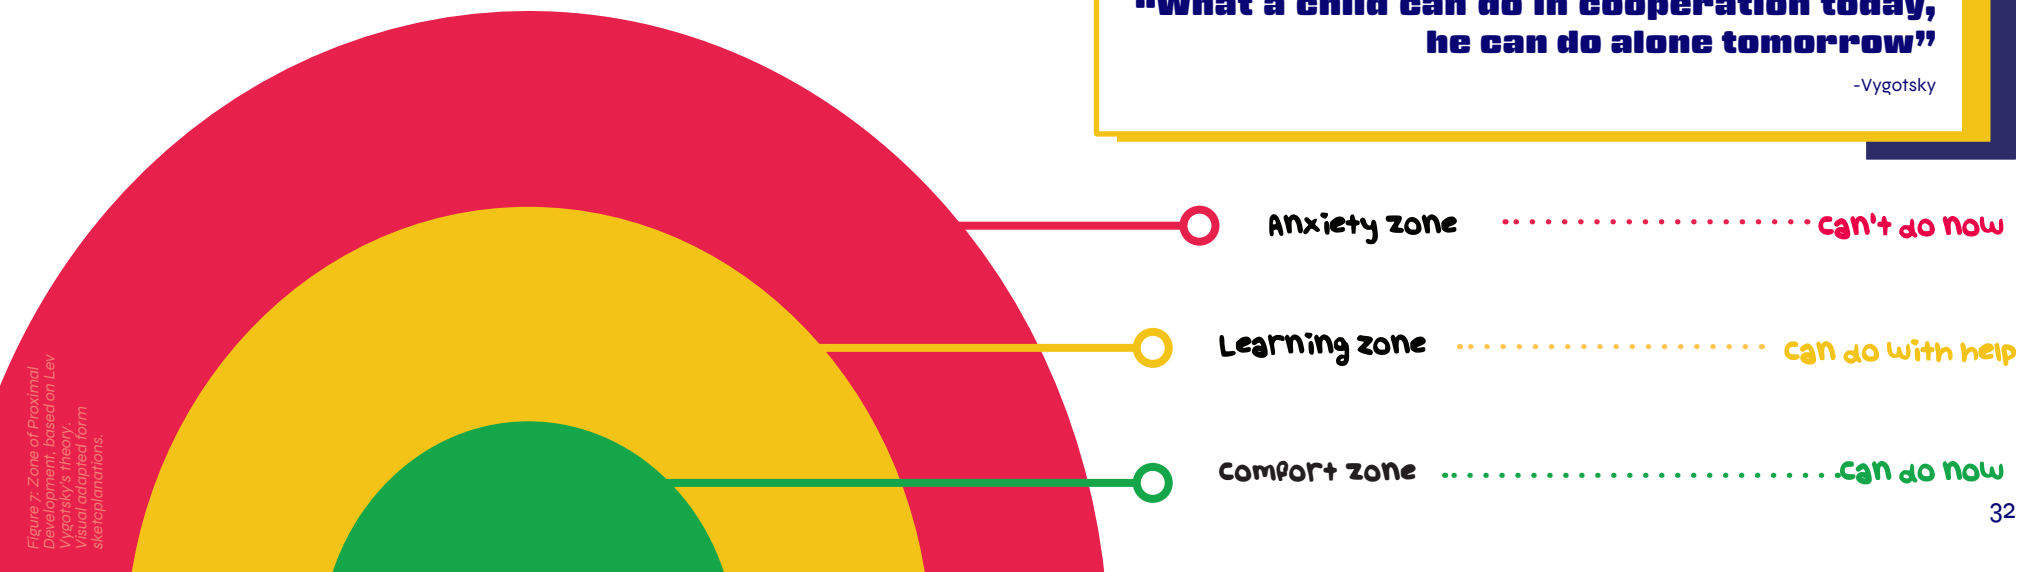 "What a child can do in cooperation today,
he can do alone tomorrow”
-Vygotsky
Anxiety zone can't do now
Learning zone can do with help
comfort zone can do now
32
Figure 7: Zone of Proximal
Development, based on Lev
Vygotsky's theory.
Visual adapted form
sketcplanations.